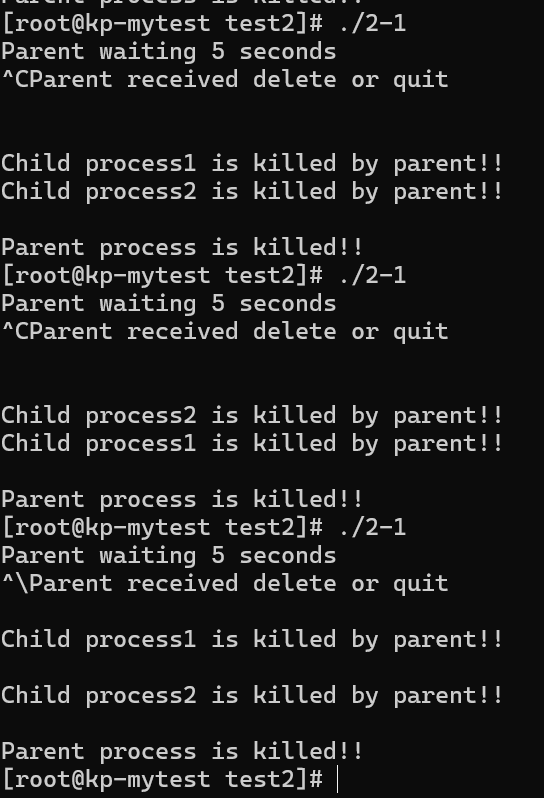 Parent process is killed!!
[root@kp-mytest test2]# ./2-1
Parent waiting 5 seconds
^CParent received delete or quit
Child process1 is killed by parent!!
Child process2 is killed by parent!!
Parent process is killed!!
[root@kp-mytest test2]# ./2-1
Parent waiting 5 seconds
^CParent received delete or quit
Child process2 is killed by parent!!
Child process1 is killed by parent!!
Parent process is killed!!
[root@kp-mytest test2]# ./2-1
Parent waiting 5 seconds
^\Parent received delete or quit
Child process1 is killed by parent!!
Child process2 is killed by parent!!
Parent process is killed!!
[root@kp-mytest test2]#